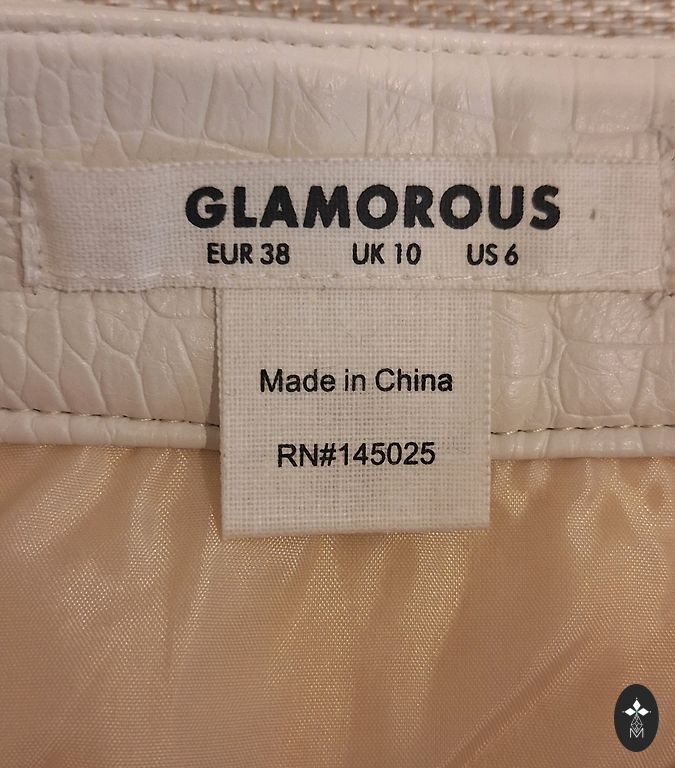 GLAMOROUS
EUR 38 UK 10 US 6
Made in China
RN#145025